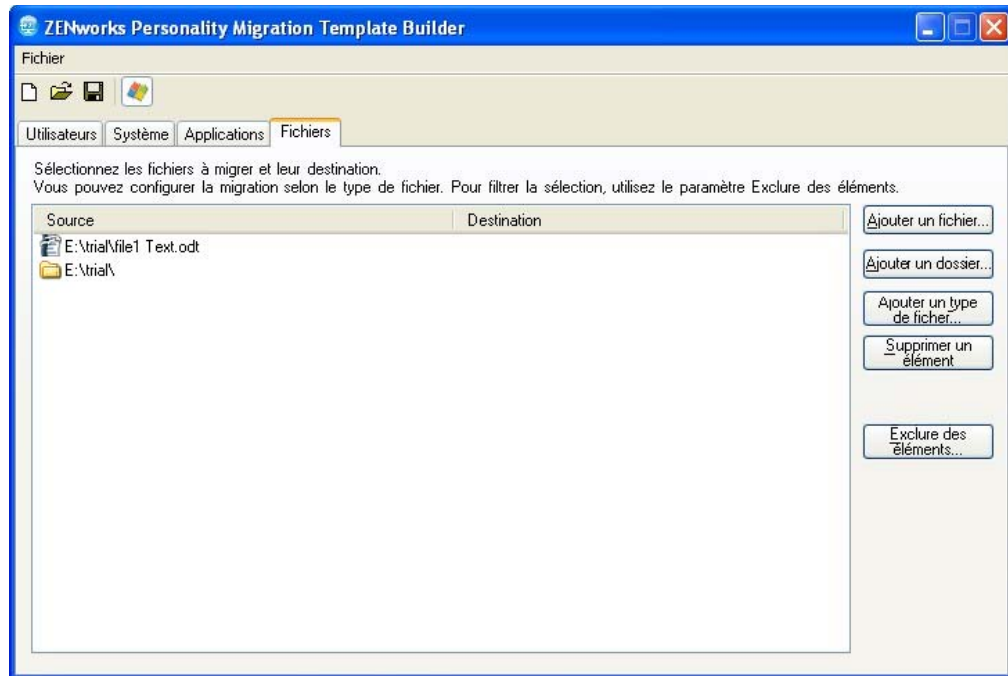 ZENworks Personality Migration Template Builder
Fichier
Utilisateurs Système Applications Fichiers
Sélectionnez les fichiers à migrer et leur destination.
Vous pouvez configurer la migration selon le type de fichier. Pour filtrer la sélection, utilisez le paramètre Exclure des éléments.
Source Destination
E:\trial\file1 Text.odt
E:\trial\
Ajouter un fichier...
Ajouter un dossier...
Ajouter un type
de ficher...
Supprimer un
élément
Exclure des
éléments...